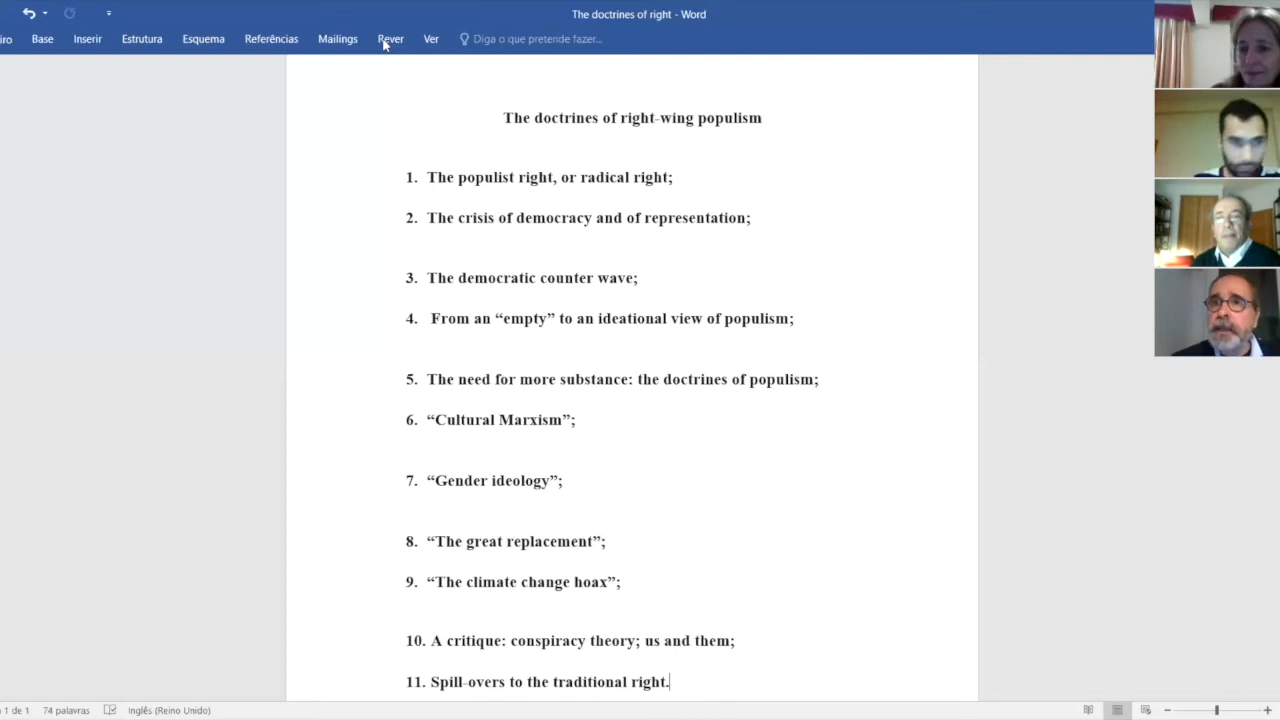 The doctrines of right - Word
iro Base Inserir Estrutura Esquema Referências Mailings Rever Ver Diga o que pretende fazer...
The doctrines of right-wing populism
1. The populist right, or radical right;
2. The crisis of democracy and of representation;
3. The democratic counter wave;
4. From an “empty” to an ideational view of populism;
5. The need for more substance: the doctrines of populism;
6. “Cultural Marxism”;
7. “Gender ideology”;
8. “The great replacement”;
9. “The climate change hoax”;
10. A critique: conspiracy theory; us and them;
11. Spill-overs to the traditional right.
1 de 1 74 palavras Inglês (Reino Unido)